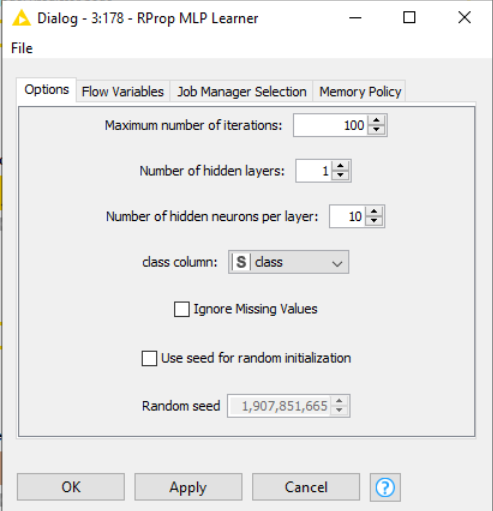 Dialog - 3:178 - RProp MLP Learner
File
Options Flow Variables Job Manager Selection Memory Policy
Maximum number of iterations: 100
Number of hidden layers: 1
Number of hidden neurons per layer: 10
class column: S class
Ignore Missing Values
Use seed for random initialization
Random seed 1,907,851,665
OK Apply Cancel ?